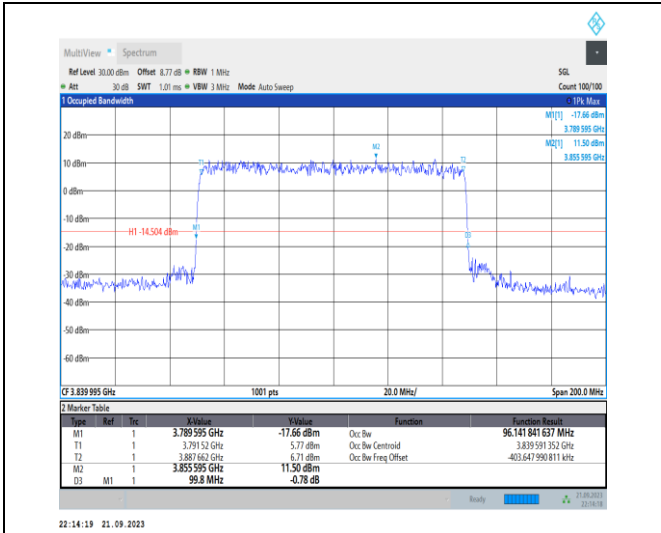 MultiView Spectrum
Ref Level 30.00 dBm Offset 8.77 dB RBW 1 MHz SGL
Att 30 dB SWT 1.01 ms VBW 3 MHz Mode Auto Sweep Count 100/100
1 Occupied Bandwidth 1Pk Max
M1[1] -17.66 dBm
3.789 595 GHz
M2[1] 11.50 dBm
3.855 595 GHz
20 dBm
M2
10 dBm
T1 T2
0 dBm
-10 dBm
H1 -14.504 dBm M1
D3
-20 dBm
-30 dBm
-40 dBm
-50 dBm
-60 dBm
CF 3.839 995 GHz 1001 pts 20.0 MHz/ Span 200.0 MHz
2 Marker Table
Type Ref Trc X-Value Y-Value Function Function Result
M1 1 3.789 595 GHz -17.66 dBm Occ Bw 96.141 841 637 MHz
T1 1 3.791 52 GHz 5.77 dBm Occ Bw Centroid 3.839 591 352 GHz
T2 1 3.887 662 GHz 6.71 dBm Occ Bw Freq Offset -403.647 990 811 kHz
M2 1 3.855 595 GHz 11.50 dBm
D3 M1 1 99.8 MHz -0.78 dB
Ready 21.09.2023
22:14:18
22:14:19 21.09.2023